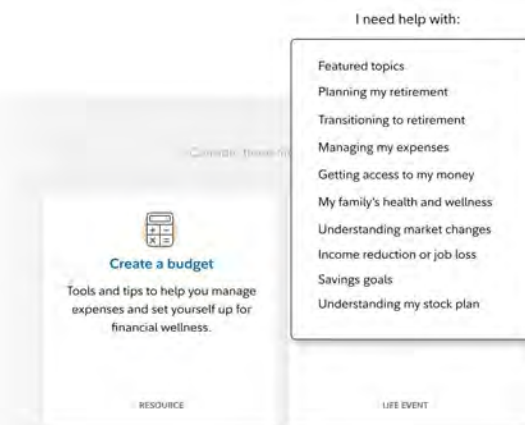 I need help with:
Featured topics
Planning my retirement
Transitioning to retirement
Managing my expenses
Getting access to my money
My family's health and wellness
Understanding market changes
Income reduction or job loss
Savings goals
Understanding my stock plan
Create a budget
Tools and tips to help you manage
expenses and set yourself up for
financial wellness.
RESOURCE
LIFE EVENT